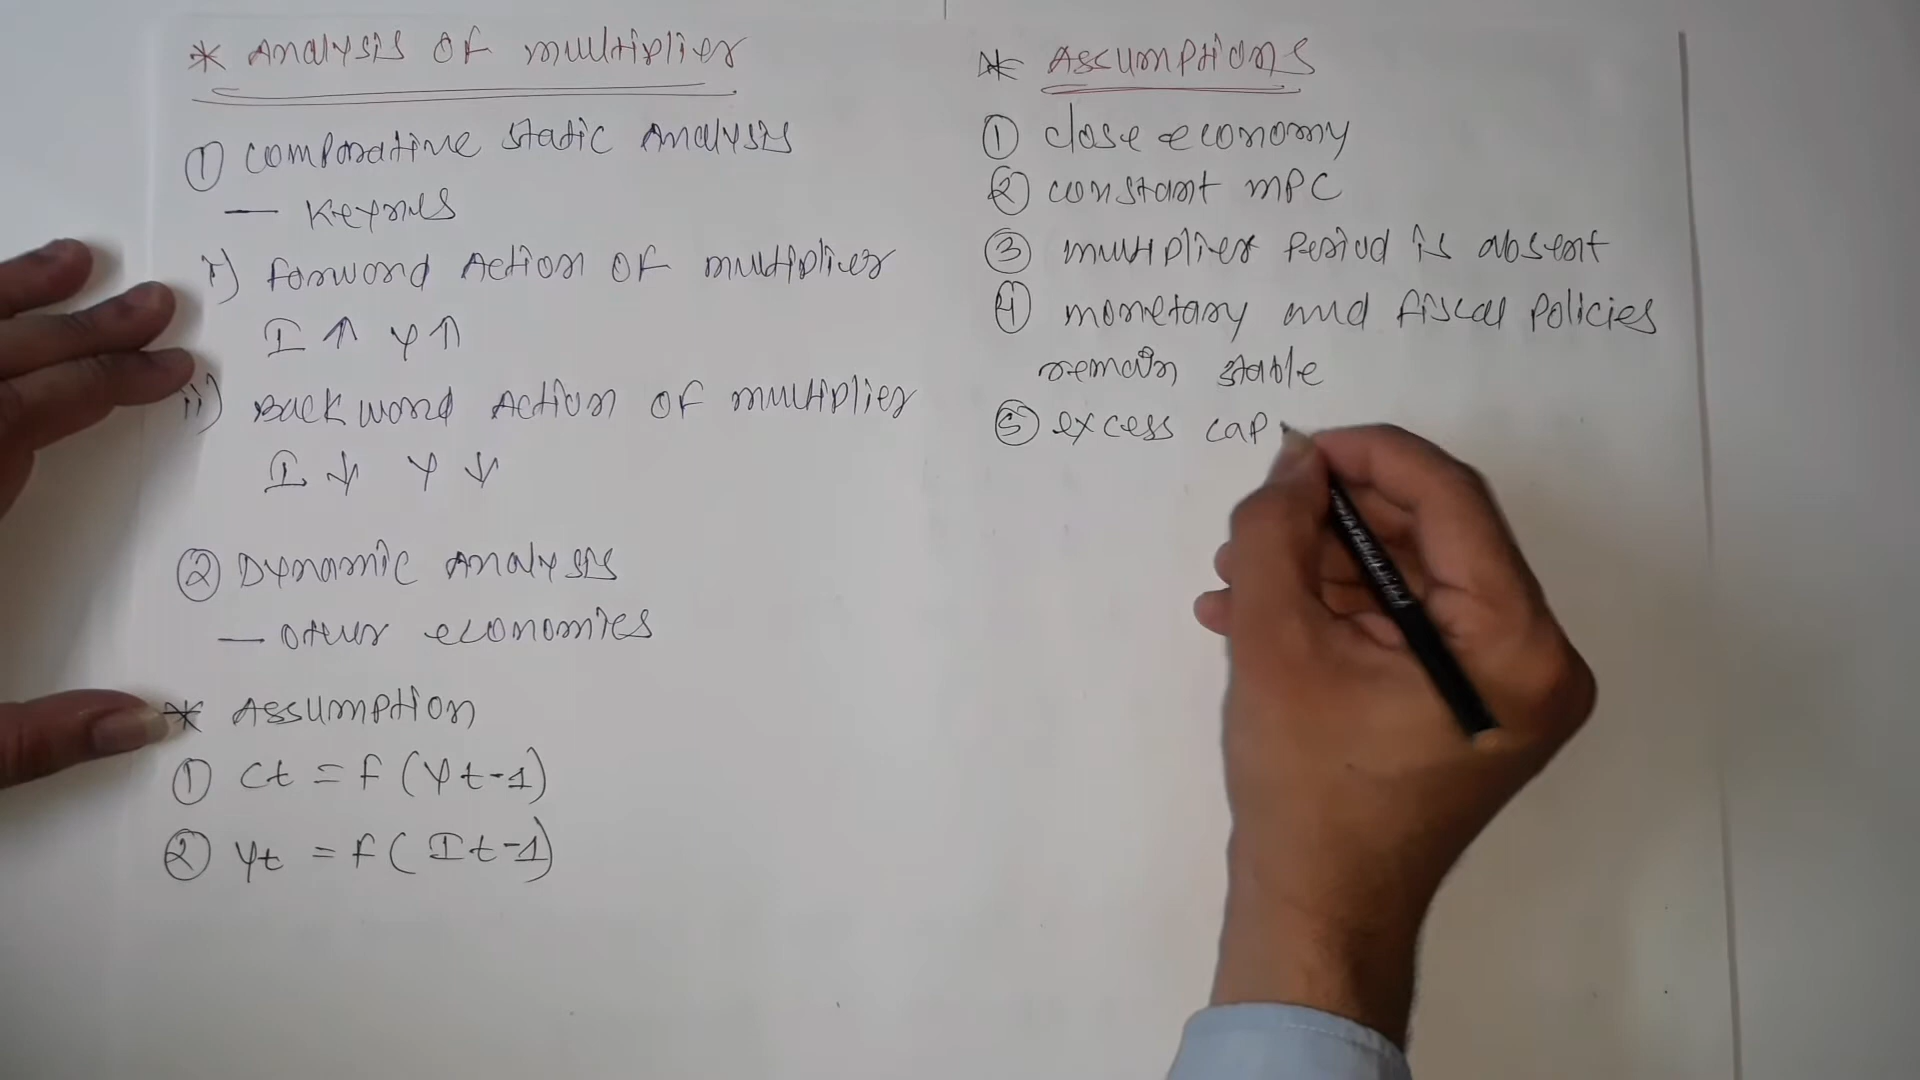 * Analysis of multiplier
① comparative static Analysis
— Keynes
i) forword Action of multiplier
I ↑ Y ↑
ii) Backword Action of multiplier
I ↓ Y ↓
② Dynamic Analysis
— other economies
* Assumption
① Ct = f (Yt-1)
② Yt = f (It-1)
* Assumptions
① close economy
② constant mPC
③ multiplier Period is absent
④ monetary and fiscal policies
remain stable
⑤ excess cap